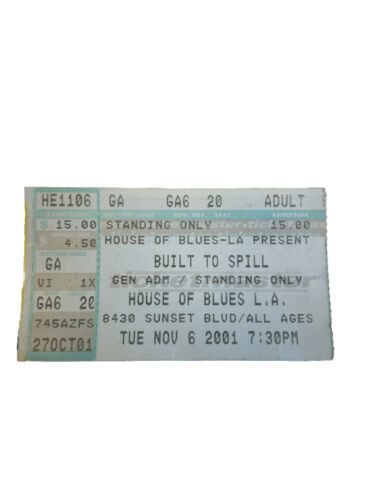 HE1106 GA GA6 20 ADULT
$ 15.00 STANDING ONLY 15.00
$ 4.50 HOUSE OF BLUES-LA PRESENT
GA BUILT TO SPILL
VI 1X GEN ADM / STANDING ONLY
GA6 20 HOUSE OF BLUES L.A.
745AZFS 8430 SUNSET BLVD/ALL AGES
27OCT01 TUE NOV 6 2001 7:30PM